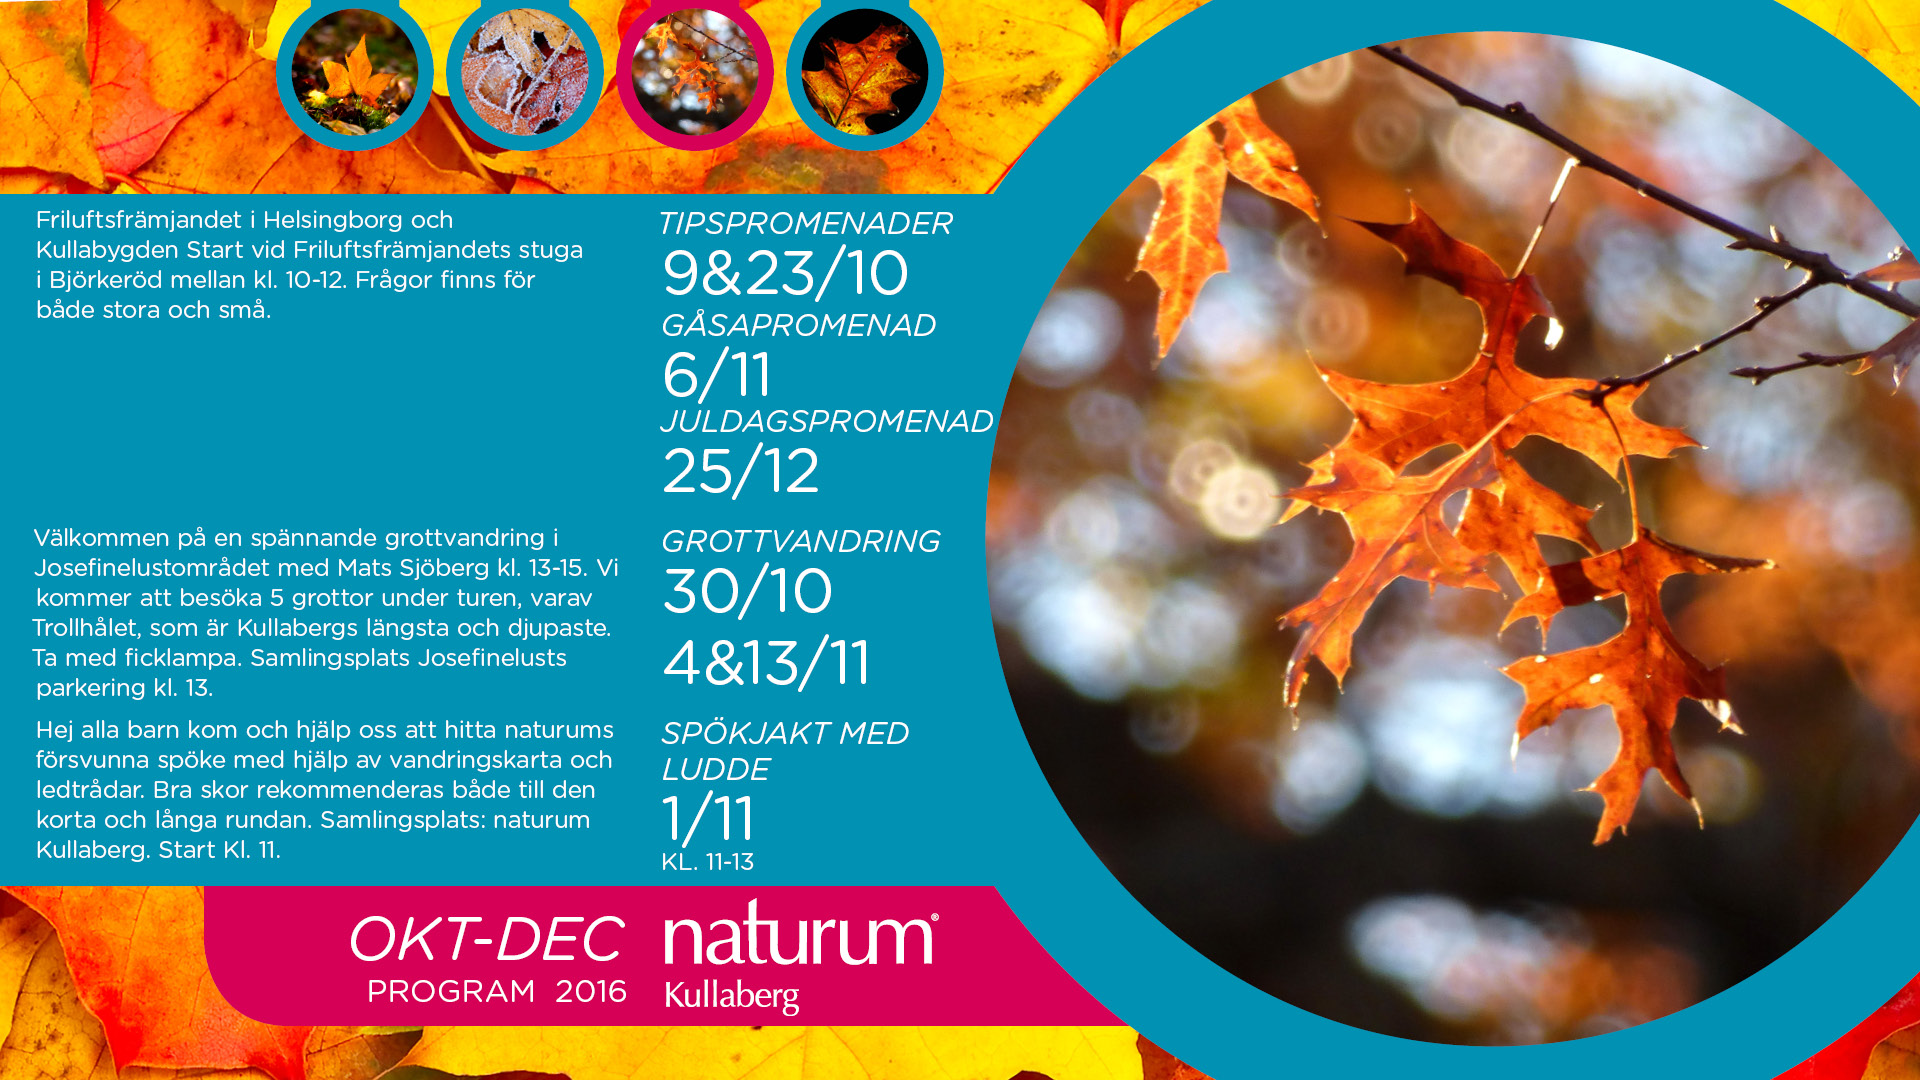 Friluftsfrämjandet i Helsingborg och
Kullabygden Start vid Friluftsfrämjandets stuga
i Björkeröd mellan kl. 10-12. Frågor finns för
både stora och små.
TIPSPROMENADER
9&23/10
GÅSAPROMENAD
6/11
JULDAGSPROMENAD
25/12
Välkommen på en spännande grottvandring i
Josefinelustområdet med Mats Sjöberg kl. 13-15. Vi
kommer att besöka 5 grottor under turen, varav
Trollhålet, som är Kullabergs längsta och djupaste.
Ta med ficklampa. Samlingsplats Josefinelusts
parkering kl. 13.
GROTTVANDRING
30/10
4&13/11
Hej alla barn kom och hjälp oss att hitta naturums
försvunna spöke med hjälp av vandringskarta och
ledtrådar. Bra skor rekommenderas både till den
korta och långa rundan. Samlingsplats: naturum
Kullaberg. Start Kl. 11.
SPÖKJAKT MED
LUDDE
1/11
KL. 11-13
OKT-DEC
PROGRAM 2016
naturum®
Kullaberg